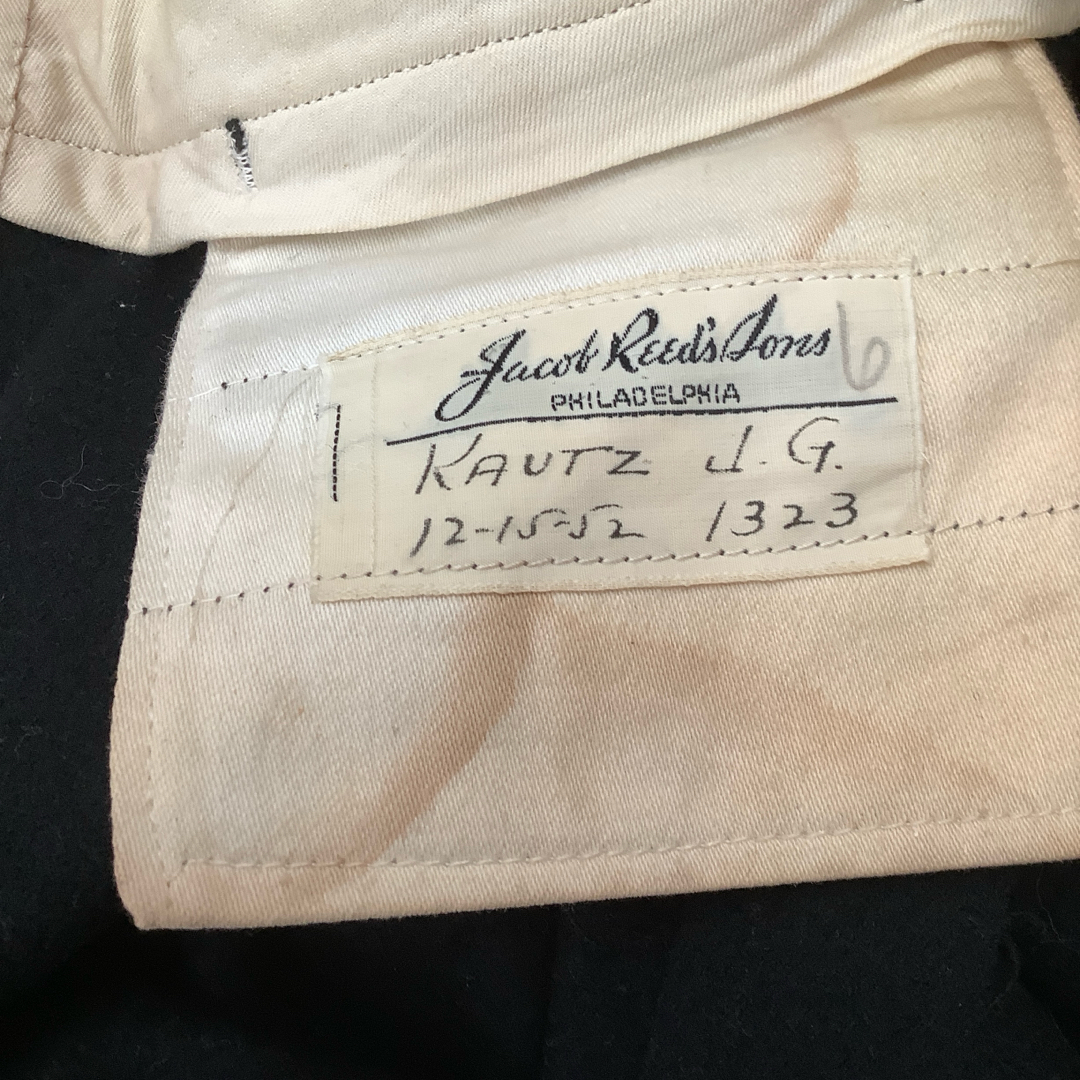 Jacob Reed's Sons 6
PHILADELPHIA
KAUTZ J. G.
12-15-52 1323